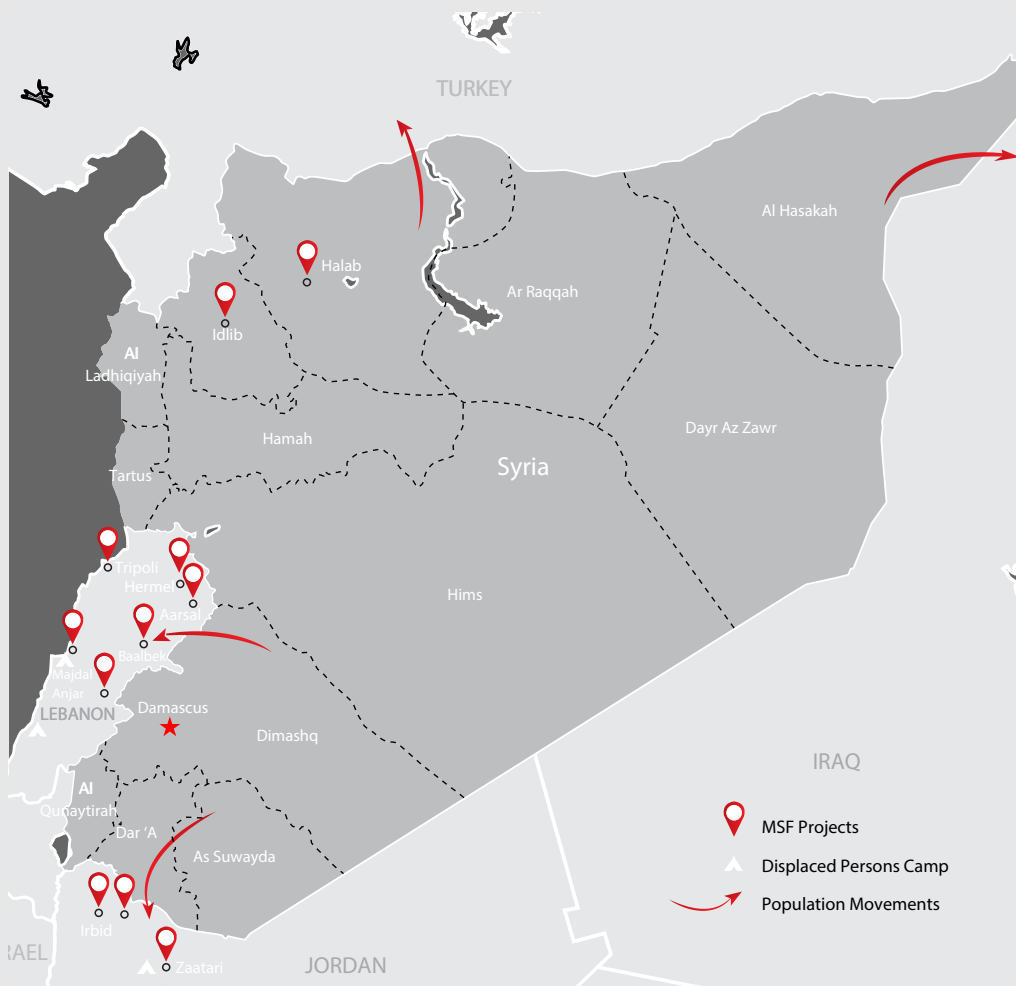 TURKEY
Al Hasakah
Halab
Ar Raqqah
Idlib
Al
Ladhiqiyah
Hamah
Dayr Az Zawr
Syria
Tartus
Tripoli
Hermel
Hims
Aarsal
Baalbek
Majdal
Anjar
LEBANON
Damascus
Dimashq
IRAQ
Al
Qunaytirah
Dar ‘A
As Suwayda
MSF Projects
Displaced Persons Camp
Population Movements
Irbid
RAEL
Zaatari
JORDAN